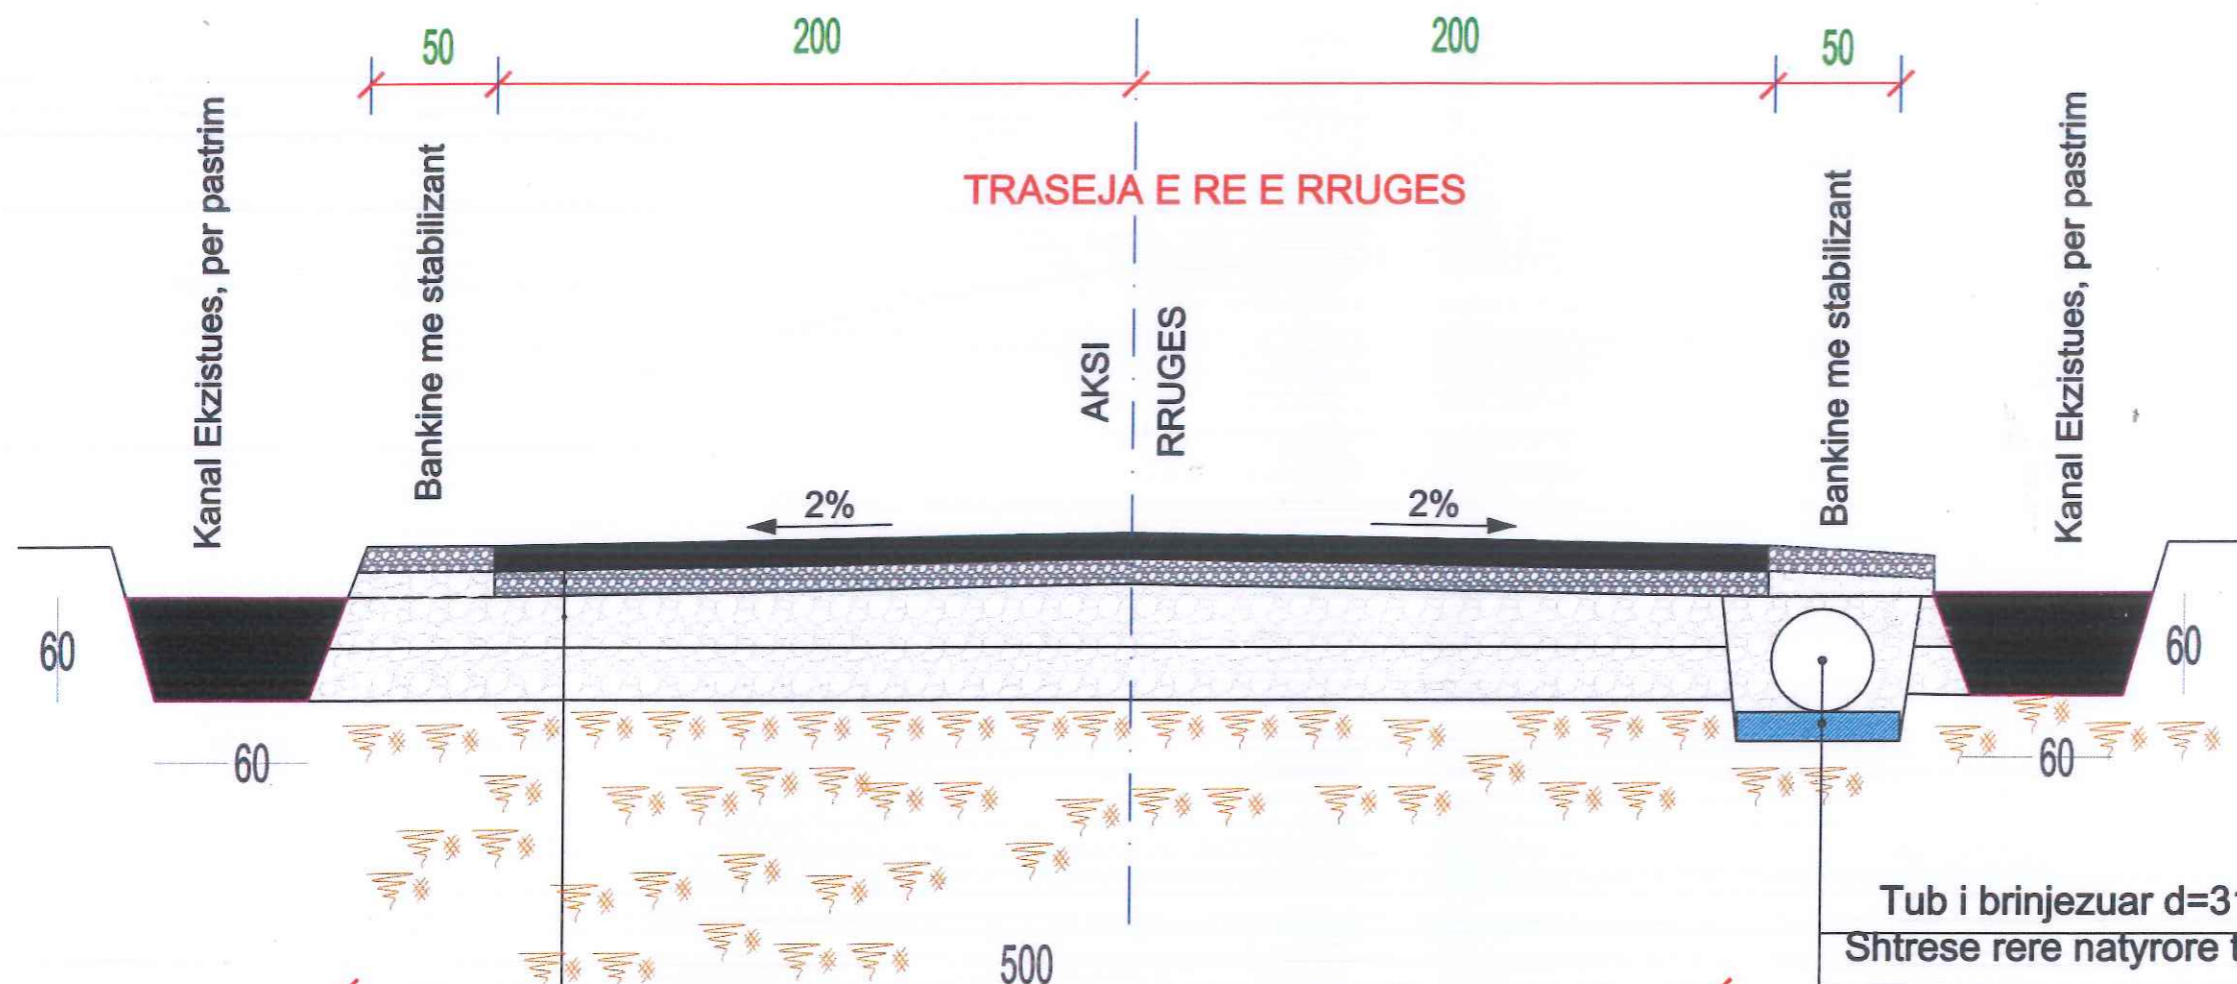 50
200
200
50
Kanal Ekzistues, per pastrim
Bankine me stabilizant
TRASEJA E RE E RRUGES
AKSI
RRUGES
Bankine me stabilizant
Kanal Ekzistues, per pastrim
2%
2%
60
60
60
60
Tub i brinjezuar
Shtrese rere natyrore
500